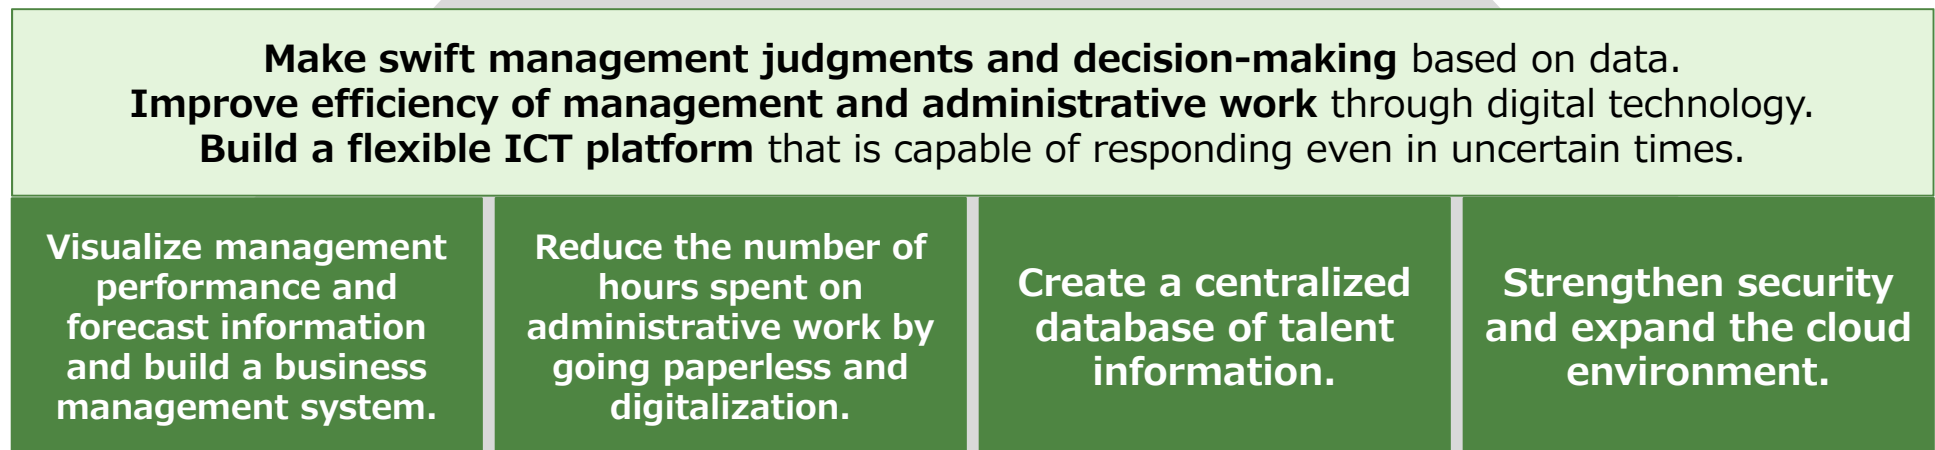 Make swift management judgments and decision-making based on data.
Improve efficiency of management and administrative work through digital technology.
Build a flexible ICT platform that is capable of responding even in uncertain times.
Visualize management
performance and
forecast information
and build a business
management system.
Reduce the number of
hours spent on
administrative work by
going paperless and
digitalization.
Create a centralized
database of talent
information.
Strengthen security
and expand the cloud
environment.